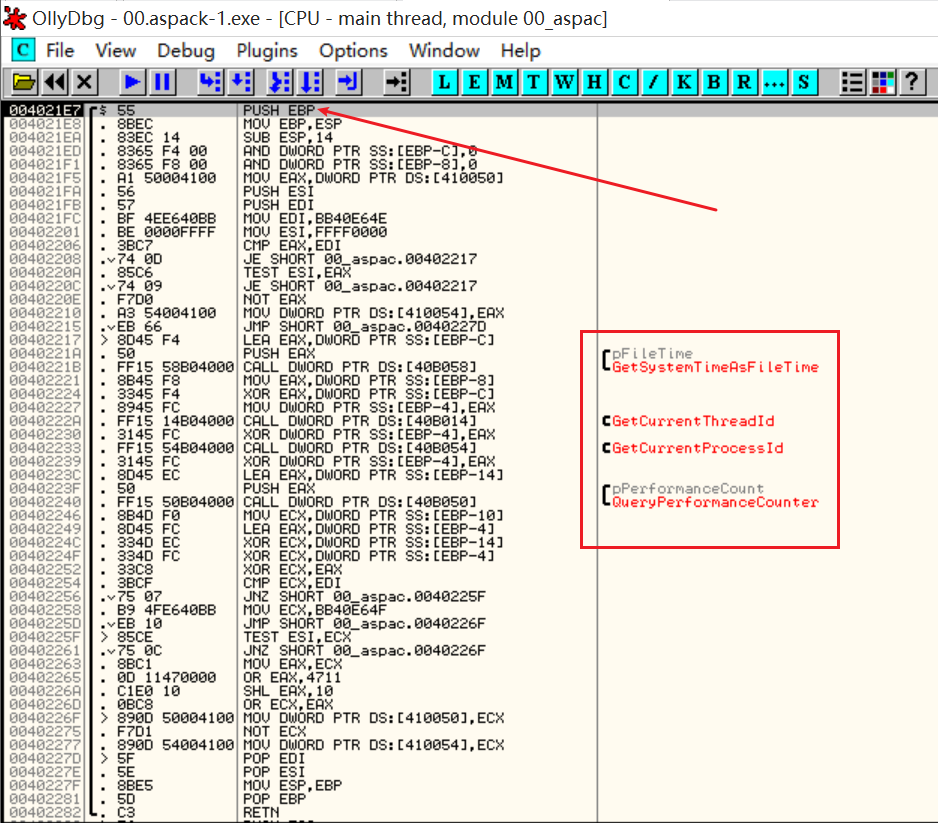 OllyDbg - 00.aspack-1.exe - [CPU - main thread, module 00_aspac]
C File View Debug Plugins Options Window Help
L E M T W H C / K B R ... S ?
004021E7 $ 55 PUSH EBP
004021E8 . 8BEC MOV EBP,ESP
004021EA . 83EC 14 SUB ESP,14
004021ED . 8365 F4 00 AND DWORD PTR SS:[EBP-C],0
004021F1 . 8365 F8 00 AND DWORD PTR SS:[EBP-8],0
004021F5 . A1 50004100 MOV EAX,DWORD PTR DS:[410050]
004021FA . 56 PUSH ESI
004021FB . 57 PUSH EDI
004021FC . BF 4EE640BB MOV EDI,BB40E64E
00402201 . BE 0000FFFF MOV ESI,FFFF0000
00402206 . 3BC7 CMP EAX,EDI
00402208 .v74 0D JE SHORT 00_aspac.00402217
0040220A . 85C6 TEST ESI,EAX
0040220C .v74 09 JE SHORT 00_aspac.00402217
0040220E . F7D0 NOT EAX
00402210 . A3 54004100 MOV DWORD PTR DS:[410054],EAX
00402215 .vEB 66 JMP SHORT 00_aspac.0040227D
00402217 > 8D45 F4 LEA EAX,DWORD PTR SS:[EBP-C]
0040221A . 50 PUSH EAX pFileTime
0040221B . FF15 58B04000 CALL DWORD PTR DS:[40B058] GetSystemTimeAsFileTime
00402221 . 8B45 F8 MOV EAX,DWORD PTR SS:[EBP-8]
00402224 . 3345 F4 XOR EAX,DWORD PTR SS:[EBP-C]
00402227 . 8945 FC MOV DWORD PTR SS:[EBP-4],EAX
0040222A . FF15 14B04000 CALL DWORD PTR DS:[40B014] GetCurrentThreadId
00402230 . 3145 FC XOR DWORD PTR SS:[EBP-4],EAX
00402233 . FF15 54B04000 CALL DWORD PTR DS:[40B054] GetCurrentProcessId
00402239 . 3145 FC XOR DWORD PTR SS:[EBP-4],EAX
0040223C . 8D45 EC LEA EAX,DWORD PTR SS:[EBP-14]
0040223F . 50 PUSH EAX pPerformanceCount
00402240 . FF15 50B04000 CALL DWORD PTR DS:[40B050] QueryPerformanceCounter
00402246 . 8B4D F0 MOV ECX,DWORD PTR SS:[EBP-10]
00402249 . 8D45 FC LEA EAX,DWORD PTR SS:[EBP-4]
0040224C . 334D EC XOR ECX,DWORD PTR SS:[EBP-14]
0040224F . 334D FC XOR ECX,DWORD PTR SS:[EBP-4]
00402252 . 33C8 XOR ECX,EAX
00402254 . 3BCF CMP ECX,EDI
00402256 .v75 07 JNZ SHORT 00_aspac.0040225F
00402258 . B9 4FE640BB MOV ECX,BB40E64F
0040225D .vEB 10 JMP SHORT 00_aspac.0040226F
0040225F > 85CE TEST ESI,ECX
00402261 .v75 0C JNZ SHORT 00_aspac.0040226F
00402263 . 8BC1 MOV EAX,ECX
00402265 . 0D 11470000 OR EAX,4711
0040226A . C1E0 10 SHL EAX,10
0040226D . 0BC8 OR ECX,EAX
0040226F > 890D 50004100 MOV DWORD PTR DS:[410050],ECX
00402275 . F7D1 NOT ECX
00402277 . 890D 54004100 MOV DWORD PTR DS:[410054],ECX
0040227D > 5F POP EDI
0040227E . 5E POP ESI
0040227F . 8BE5 MOV ESP,EBP
00402281 . 5D POP EBP
00402282 . C3 RETN